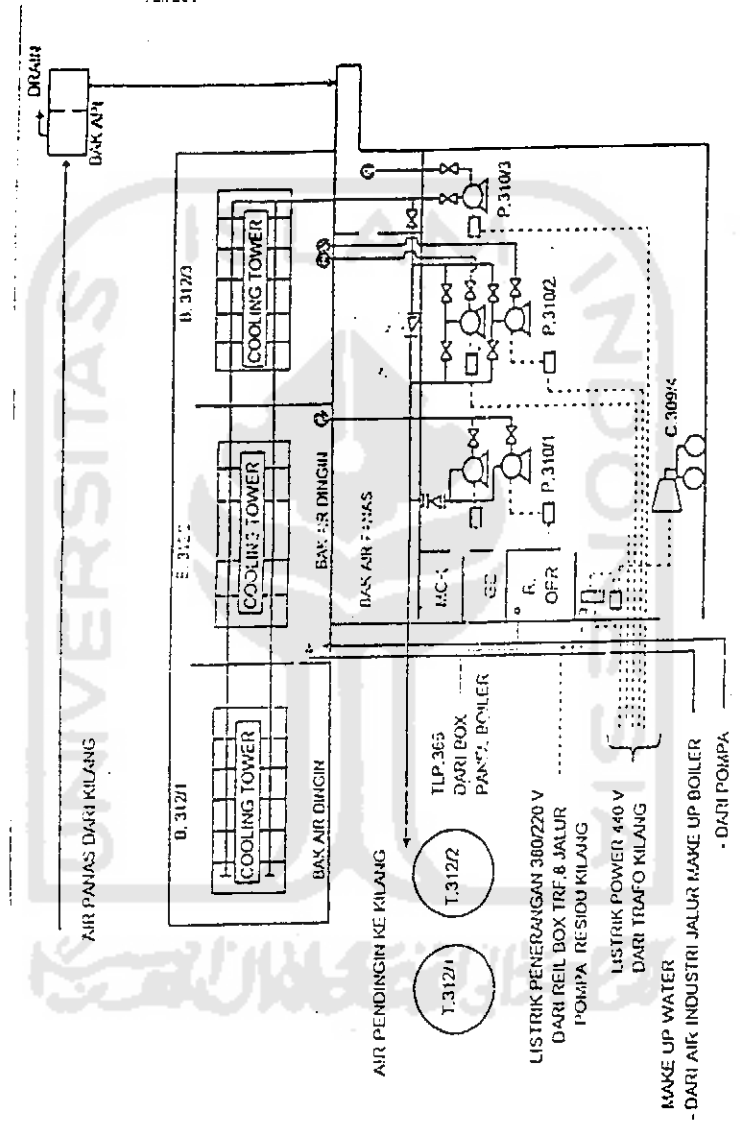 DRAIN
BAK API
AIR PANAS DARI KILANG
B. 312/3
COOLING TOWER
COOLING TOWER
D. 312/1
COOLING TOWER
BAK AIR DINGIN
BAK AIR DINGIN
BAK AIR PANAS
P.310/3
P.310/2
P.310/1
C.309/4
R.
OPR
AIR PENDINGIN KE KILANG
T.312/1
T.312/2
TLP.365
DARI BOX
PANEL BOILER
LISTRIK PENERANGAN 380/220 V
DARI REIL BOX TRF.8 JALUR
POMPA RESIDU KILANG
LISTRIK POWER 440 V
DARI TRAFO KILANG
MAKE UP WATER
- DARI AIR INDUSTRI JALUR MAKE UP BOILER
- DARI POMPA
UNIVERSITAS
ISLAM
INDONESIA